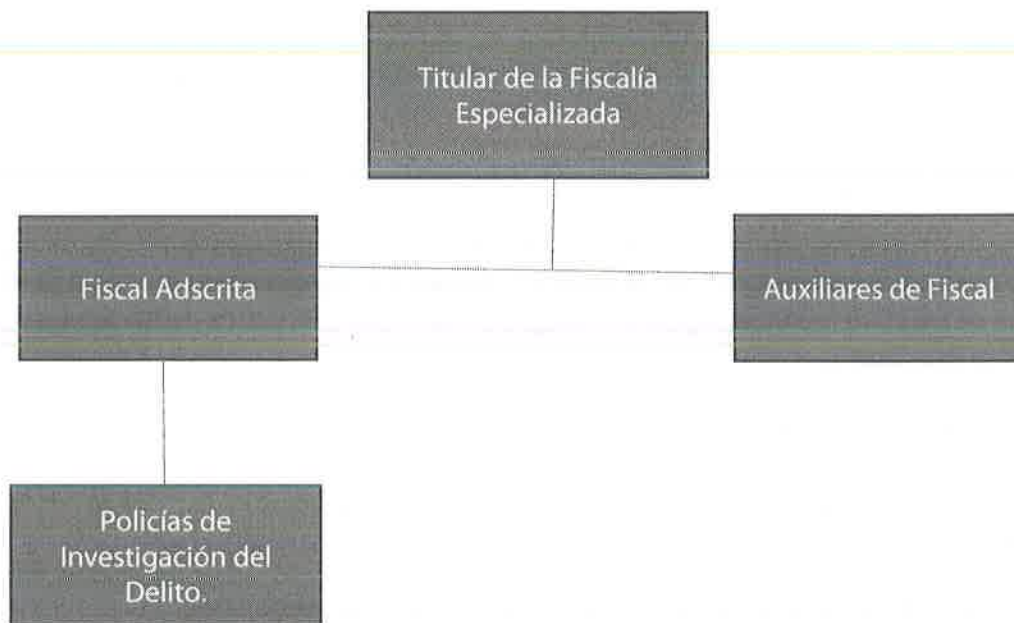 Titular de la Fiscalía
Especializada
Fiscal Adscrita
Auxiliares de Fiscal
Policías de
Investigación del
Delito.